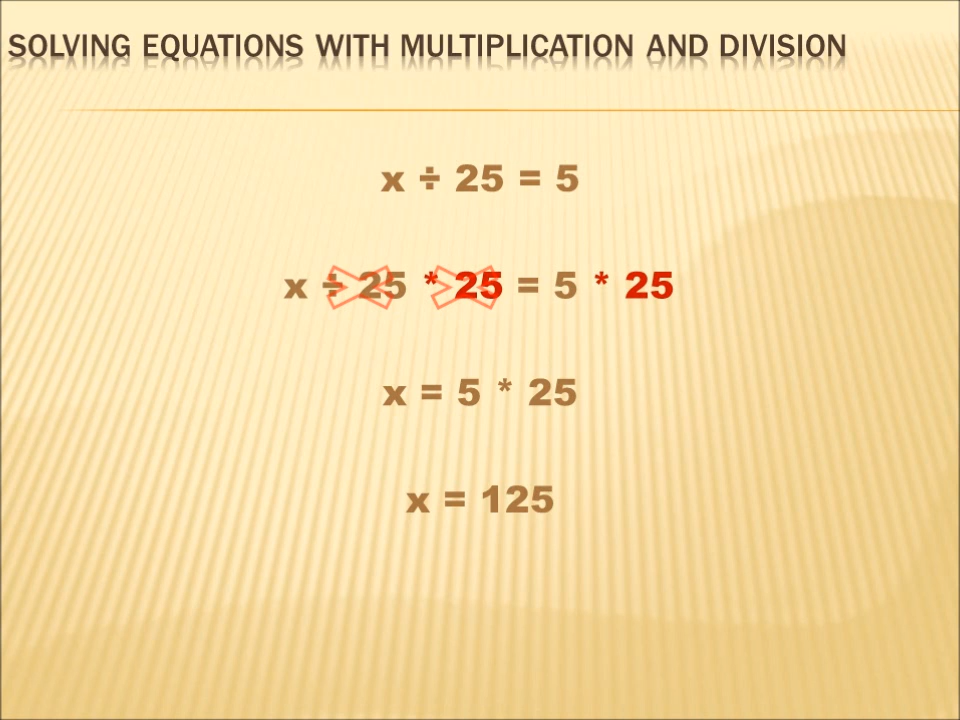 SOLVING EQUATIONS WITH MULTIPLICATION AND DIVISION
x ÷ 25 = 5
x ÷ 25 * 25 = 5 * 25
x = 5 * 25
x = 125